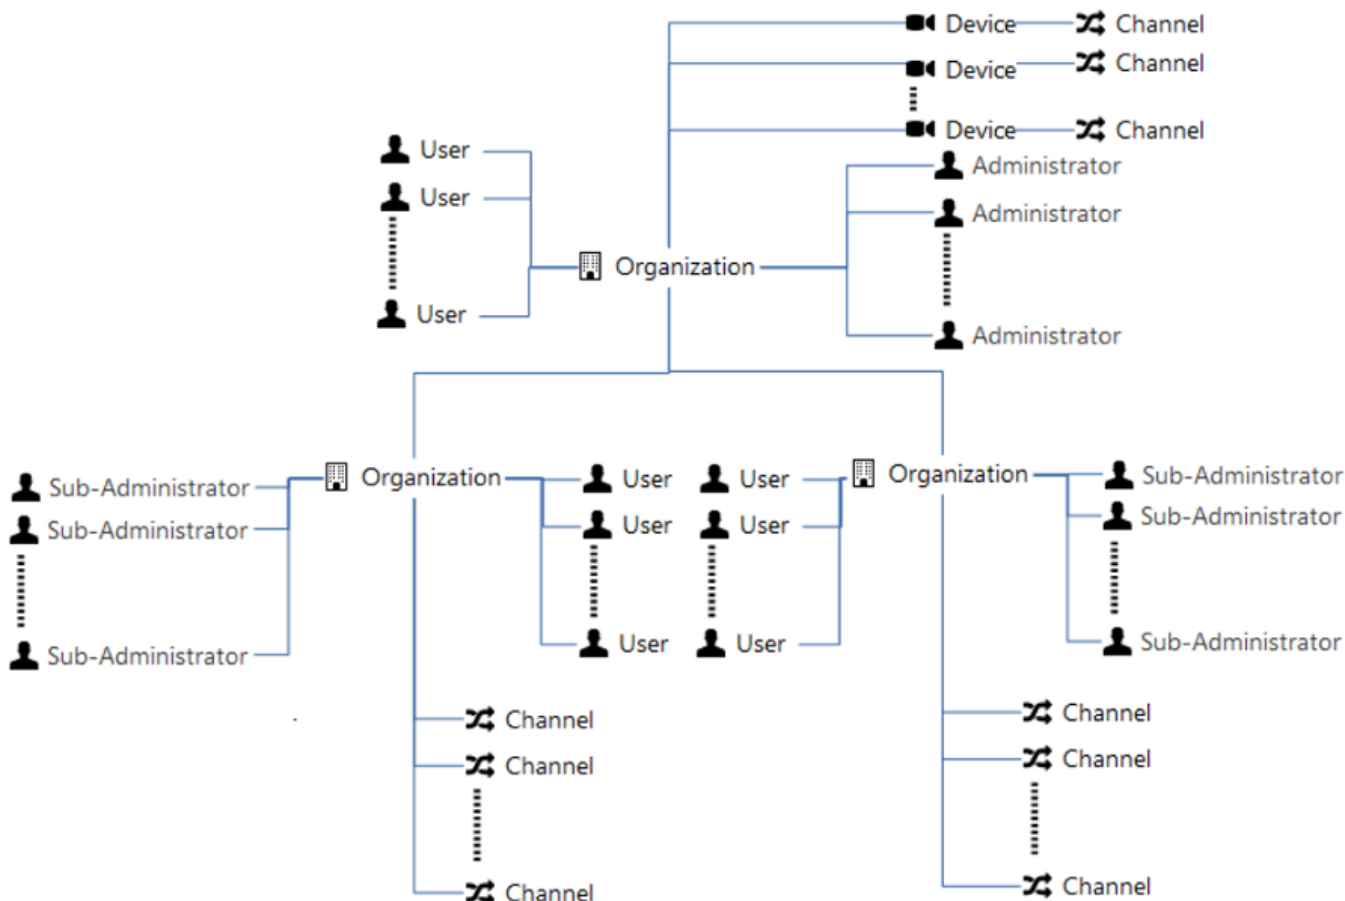 Device Channel
Device Channel
Device Channel
User
Administrator
User
Administrator
Organization
User
Administrator
Organization
Organization
Sub-Administrator
User
User
Sub-Administrator
Sub-Administrator
User
User
Sub-Administrator
Sub-Administrator
User
User
Sub-Administrator
Channel
Channel
Channel
Channel
Channel
Channel